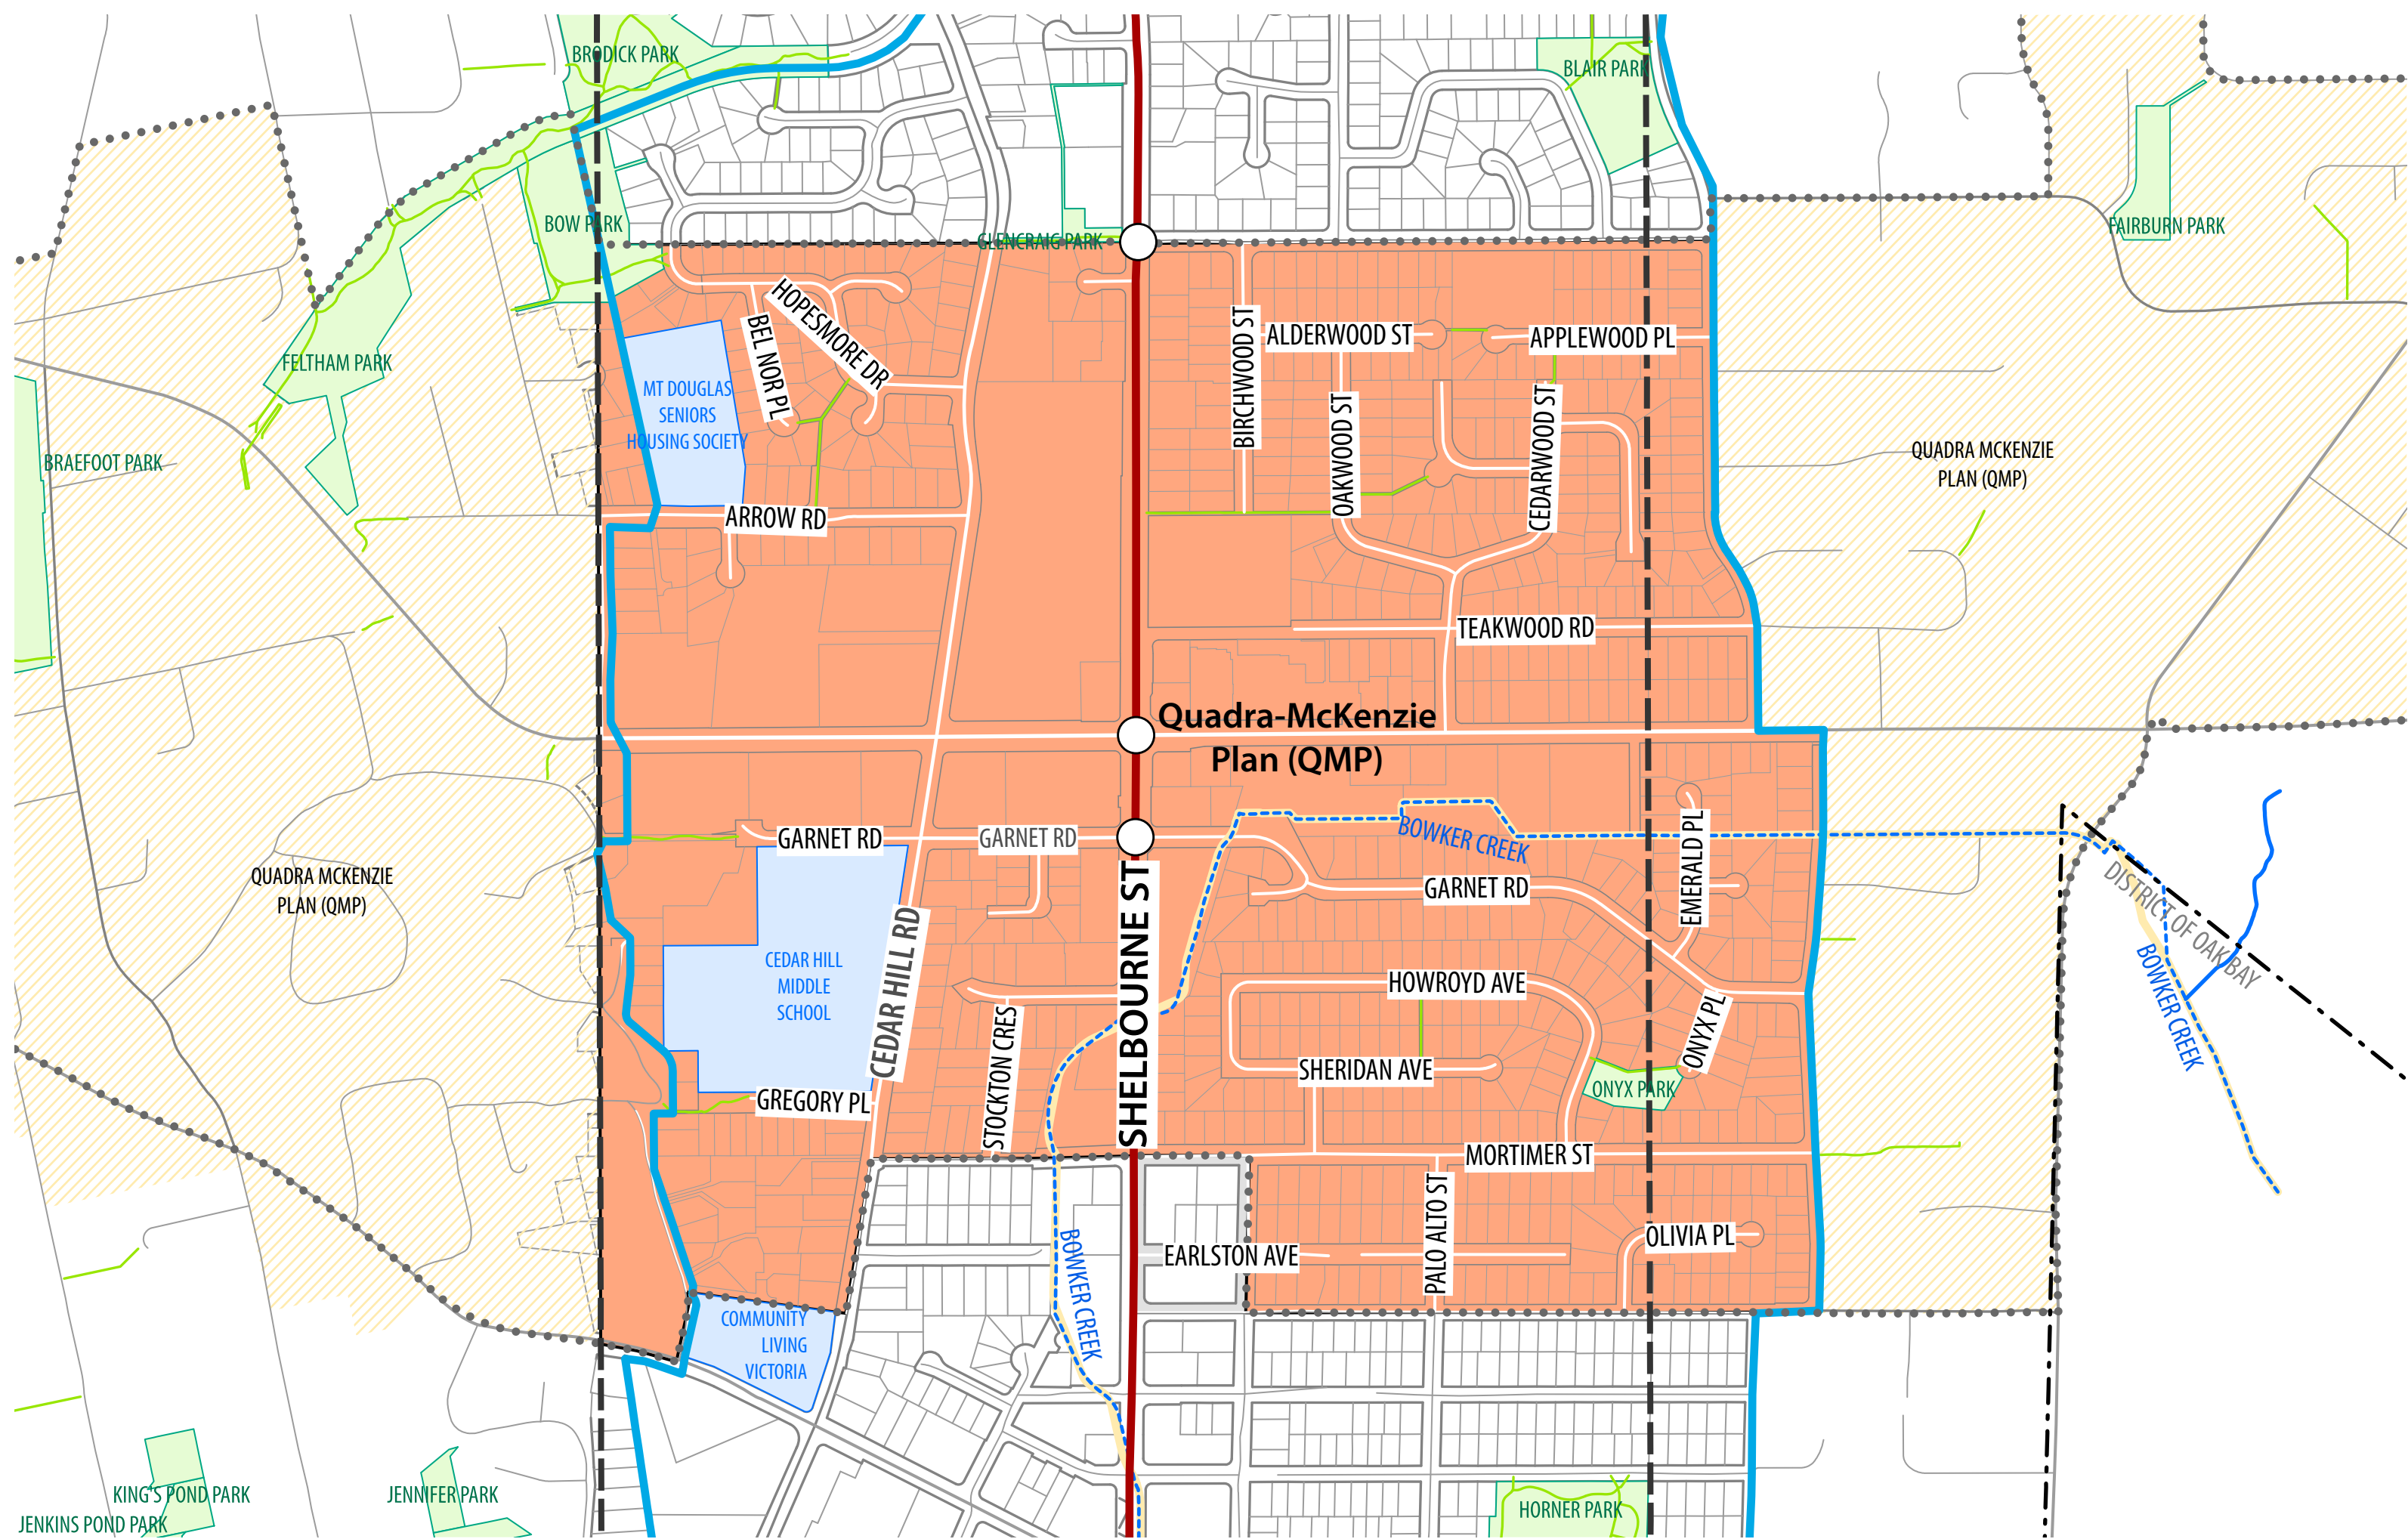 BRODICK PARK
BLAIR PARK
BOW PARK
GLENCRAIG PARK
FAIRBURN PARK
HOPESMORE DR
BEL NOR PL
BIRCHWOOD ST
ALDERWOOD ST
APPLEWOOD PL
FELTHAM PARK
MT DOUGLAS
SENIORS
HOUSING SOCIETY
OAKWOOD ST
CEDARWOOD ST
BRAEFOOT PARK
QUADRA MCKENZIE
PLAN (QMP)
ARROW RD
TEAKWOOD RD
Quadra-McKenzie
Plan (QMP)
GARNET RD
GARNET RD
BOWKER CREEK
EMERALD PL
QUADRA MCKENZIE
PLAN (QMP)
GARNET RD
DISTRICT OF OAK BAY
CEDAR HILL RD
SHELBOURNE ST
CEDAR HILL
MIDDLE
SCHOOL
HOWROYD AVE
BOWKER CREEK
ONYX PL
STOCKTON CRES
SHERIDAN AVE
ONYX PARK
GREGORY PL
MORTIMER ST
PALO ALTO ST
OLIVIA PL
EARLSTON AVE
BOWKER CREEK
COMMUNITY
LIVING
VICTORIA
KING'S POND PARK
JENNIFER PARK
HORNER PARK
JENKINS POND PARK